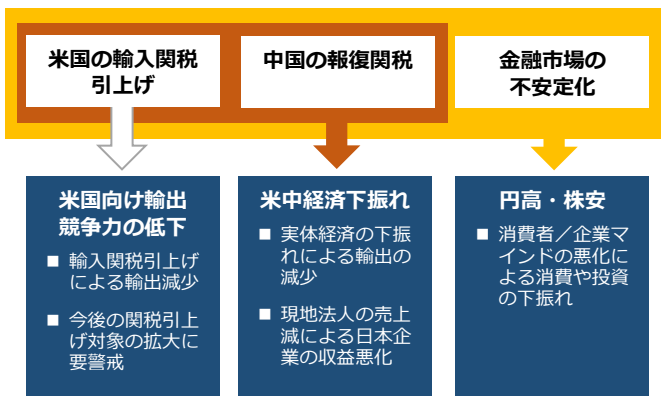 米国の輸入関税
引上げ
中国の報復関税
金融市場の
不安定化
米国向け輸出
競争力の低下
■ 輸入関税引上げ
による輸出減少
■ 今後の関税引上
げ対象の拡大に
要警戒
米中経済下振れ
■ 実体経済の下振
れによる輸出の
減少
■ 現地法人の売上
減による日本企
業の収益悪化
円高・株安
■ 消費者／企業マ
インドの悪化に
よる消費や投資
の下振れ